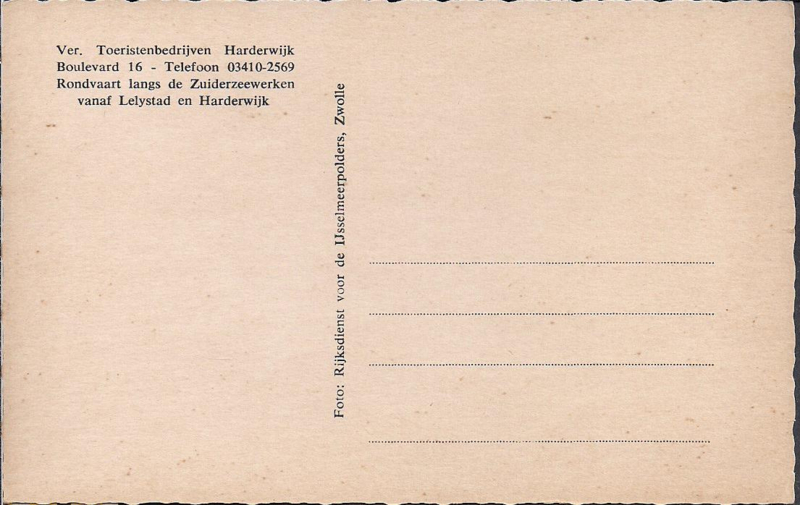 Ver. Toeristenbedrijven Harderwijk
Boulevard 16 - Telefoon 03410-2569
Rondvaart langs de Zuiderzeewerken
vanaf Lelystad en Harderwijk
Foto: Rijksdienst voor de IJsselmeerpolders, Zwolle